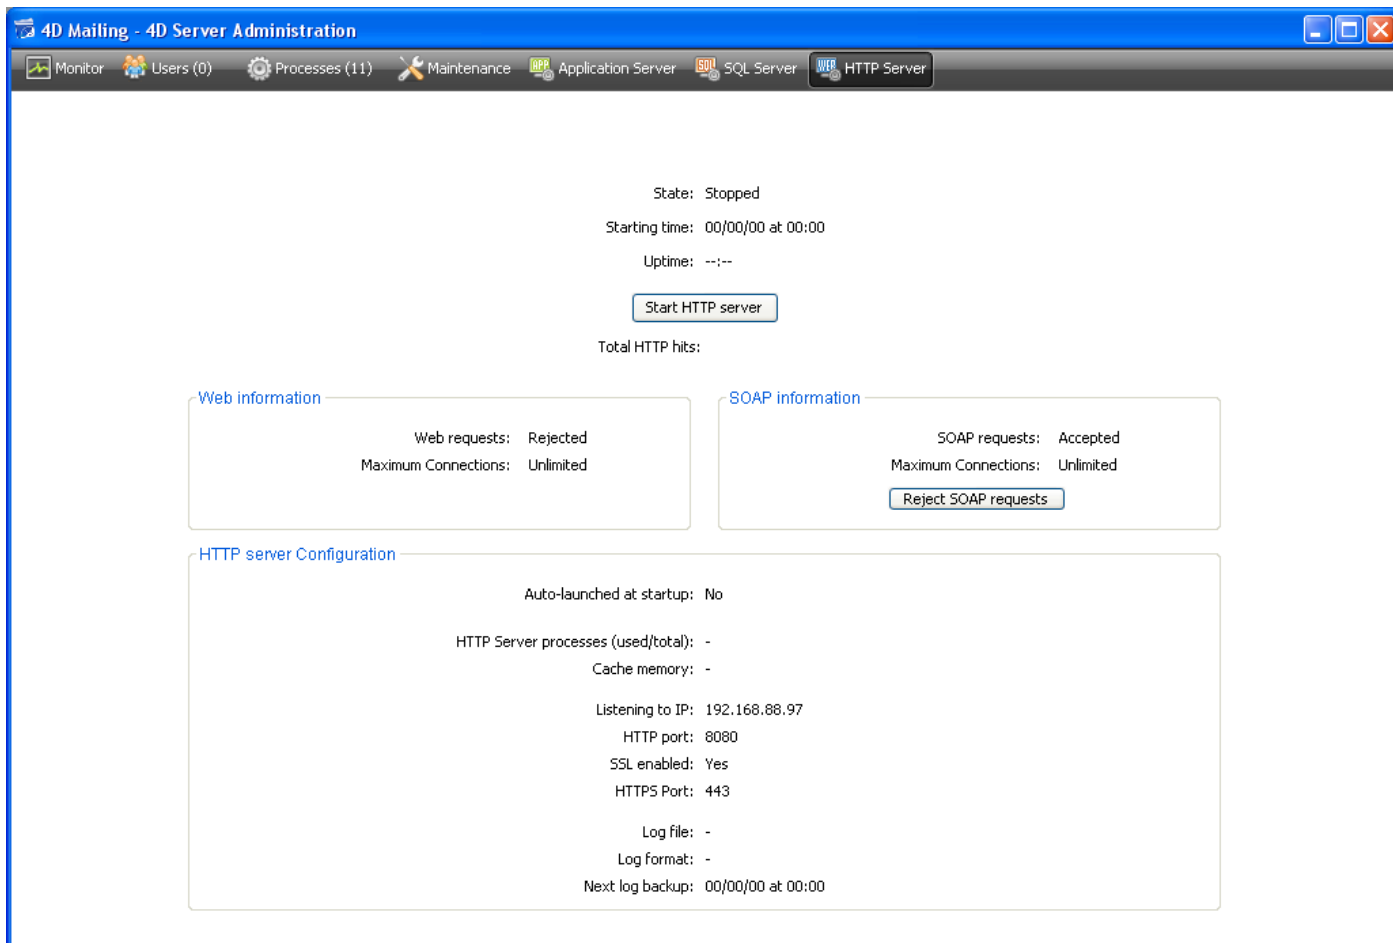 4D Mailing - 4D Server Administration
Monitor Users (0) Processes (11) Maintenance APP Application Server SQL SQL Server WEB HTTP Server
State: Stopped
Starting time: 00/00/00 at 00:00
Uptime: --:--
Start HTTP server
Total HTTP hits:
Web information
Web requests: Rejected
Maximum Connections: Unlimited
SOAP information
SOAP requests: Accepted
Maximum Connections: Unlimited
Reject SOAP requests
HTTP server Configuration
Auto-launched at startup: No
HTTP Server processes (used/total): -
Cache memory: -
Listening to IP: 192.168.88.97
HTTP port: 8080
SSL enabled: Yes
HTTPS Port: 443
Log file: -
Log format: -
Next log backup: 00/00/00 at 00:00